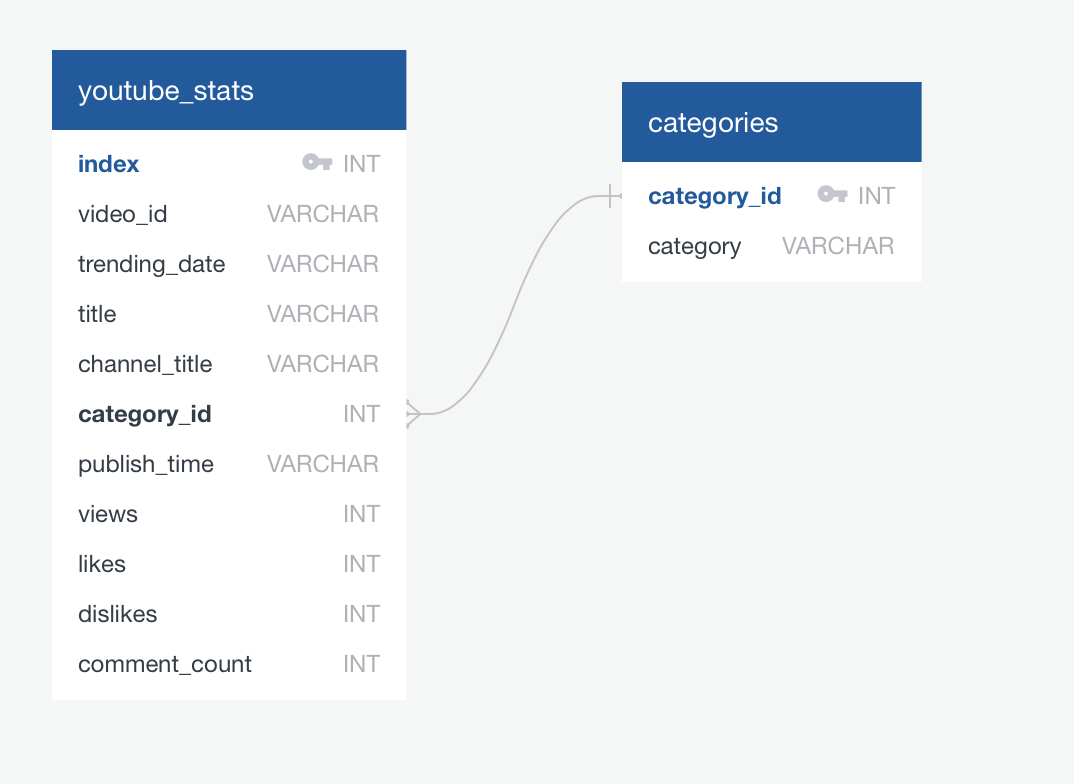 youtube_stats
index INT
video_id VARCHAR
trending_date VARCHAR
title VARCHAR
channel_title VARCHAR
category_id INT
publish_time VARCHAR
views INT
likes INT
dislikes INT
comment_count INT
categories
category_id INT
category VARCHAR